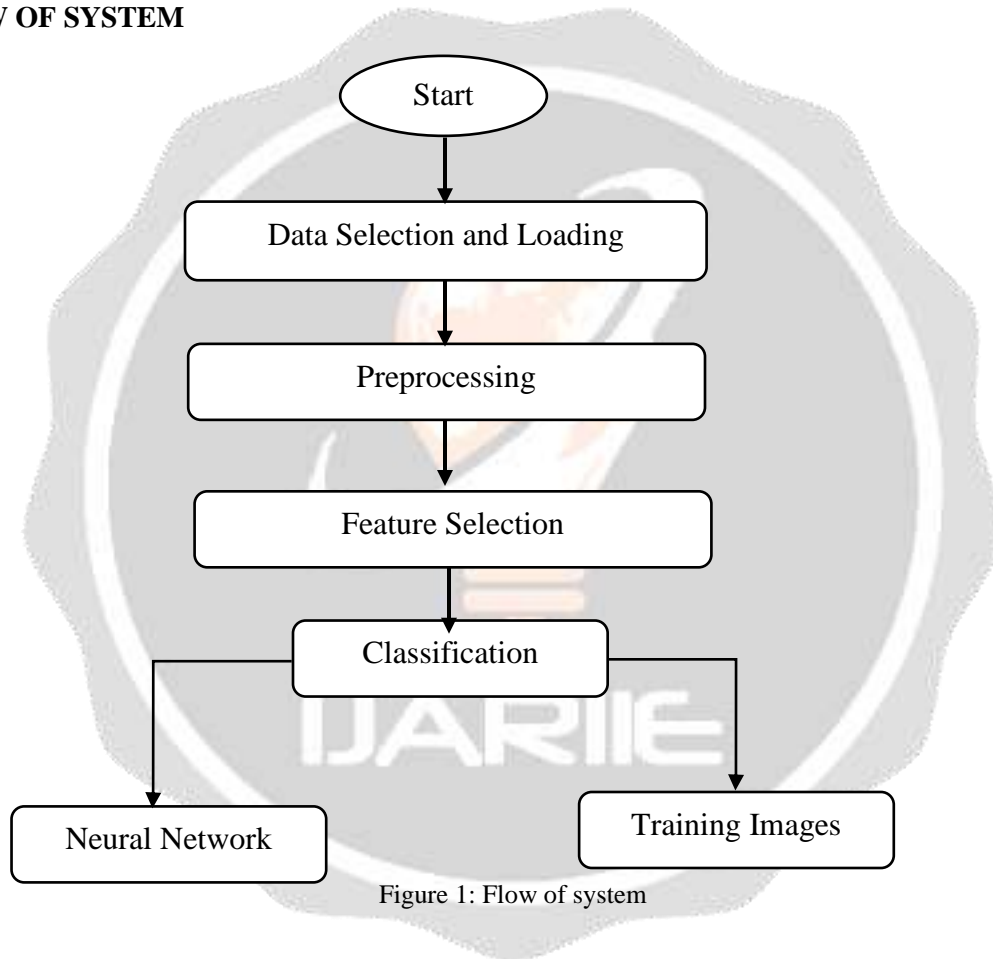 OF SYSTEM
Start
Data Selection and Loading
Preprocessing
Feature Selection
Classification
IJARIIE
Neural Network
Training Images
Figure 1: Flow of system